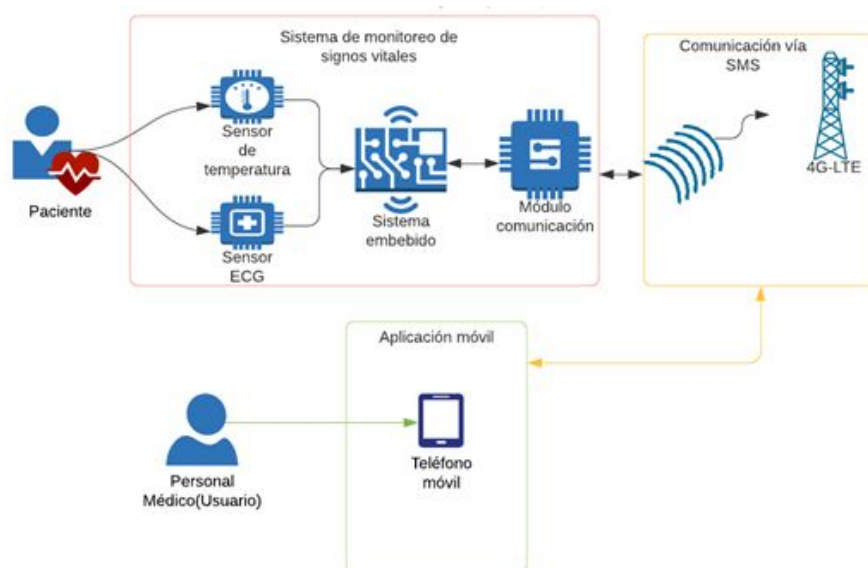 Sistema de monitoreo de
signos vitales
Comunicación vía
SMS
Sensor
de
temperatura
4G-LTE
Paciente
Sistema
embebido
Módulo
comunicación
Sensor
ECG
Aplicación móvil
Teléfono
móvil
Personal
Médico(Usuario)